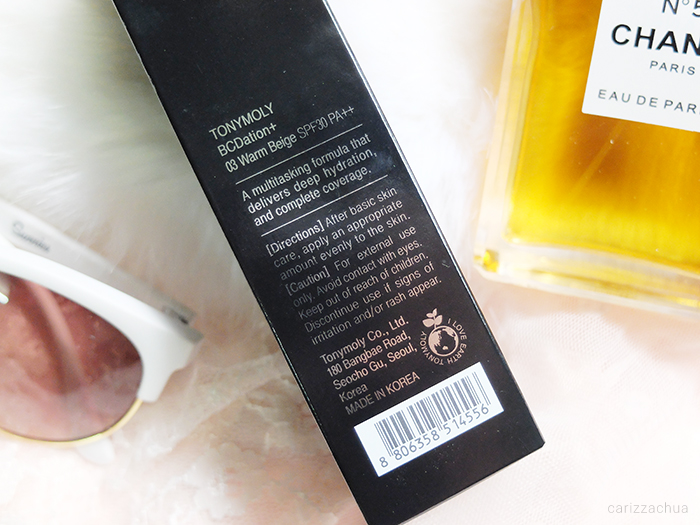 TONYMOLY
BCDation+
03 Warm Beige SPF30 PA++
A multilasking formula that
delivers deep hydration,
and complete coverage.
[Directions] After basic skin
care, apply an appropriate
amount evenly to the skin.
[Caution] For external use
only. Avoid contact with eyes.
Keep out of reach of children.
Discontinue use if signs of
irritation and/or rash appear.
Tonymoly Co., Ltd.
180 Bangbae Road,
Seocho Gu, Seoul,
Korea
MADE IN KOREA
I LOVE EARTH TONYMOLY
8 806358 514556
N°5
CHAN
PARIS
EAU DE PAR
carizzachua